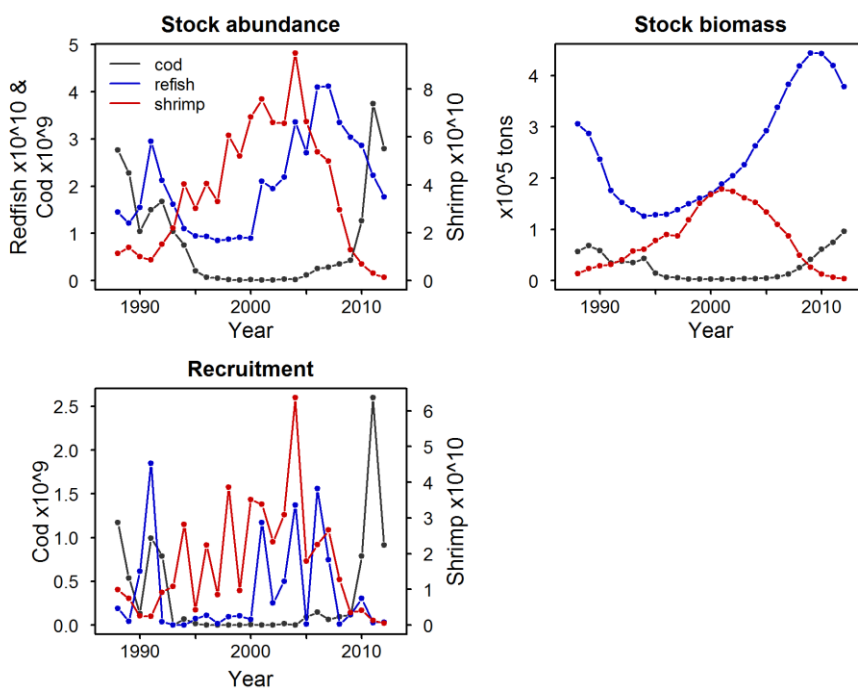 Stock abundance
Redfish x10^10 &
Cod x10^9
5
4
3
2
1
0
cod
refish
shrimp
8
6
4
2
0
Shrimp x10^10
1990
2000
2010
Year
Stock biomass
x10^5 tons
4
3
2
1
0
1990
2000
2010
Year
Recruitment
Cod x10^9
2.5
2.0
1.5
1.0
0.5
0.0
6
5
4
3
2
1
0
Shrimp x10^10
1990
2000
2010
Year